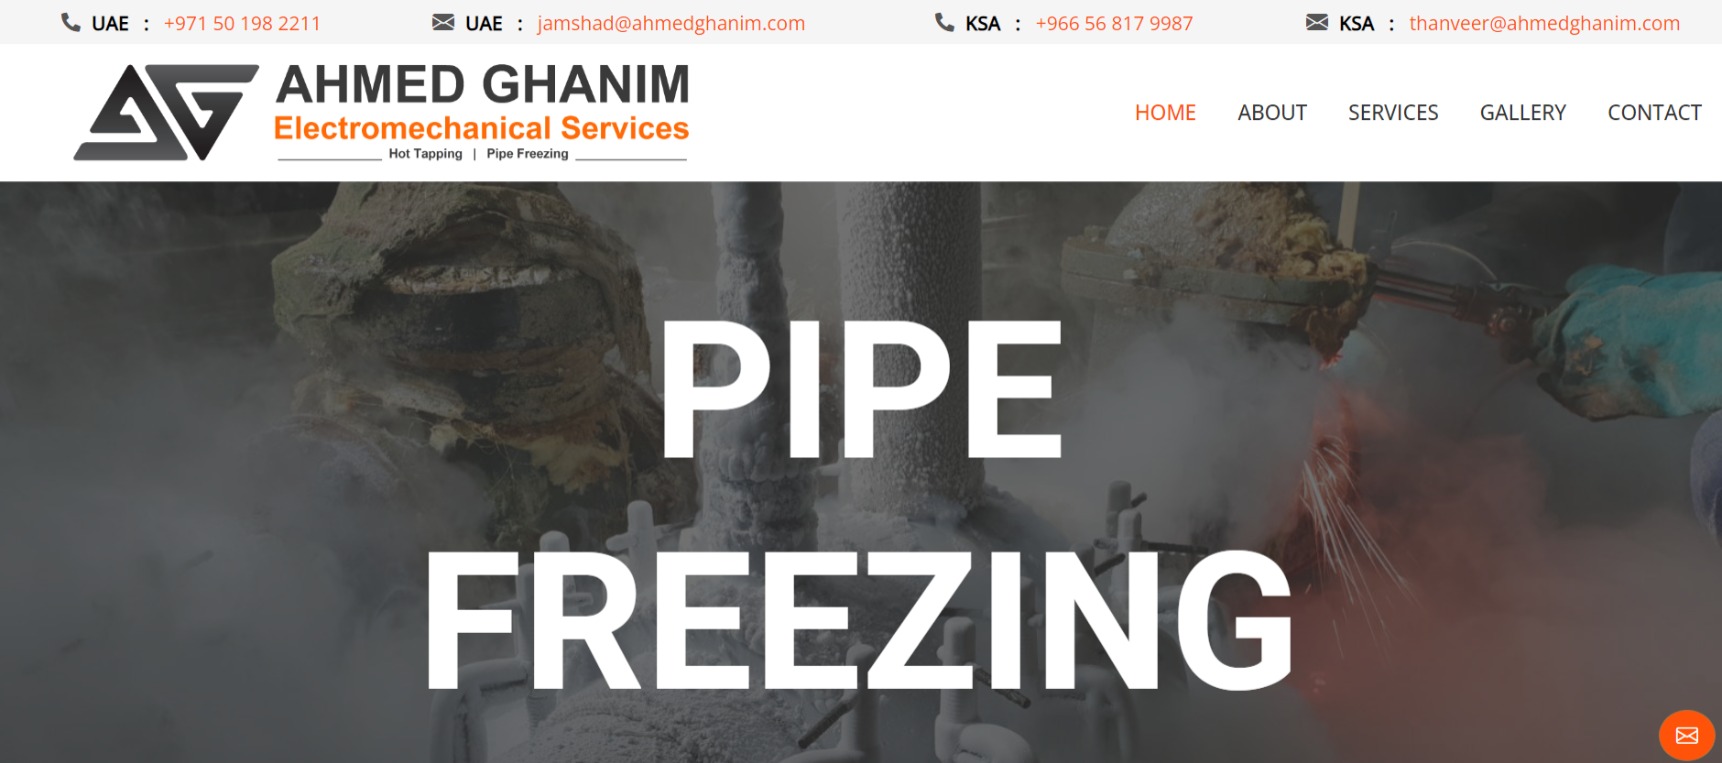 UAE : +971 50 198 2211 UAE : jamshad@ahmedghanim.com KSA : +966 56 817 9987 KSA : thanveer@ahmedghanim.com
AHMED GHANIM
Electromechanical Services
Hot Tapping | Pipe Freezing
HOME ABOUT SERVICES GALLERY CONTACT
PIPE
FREEZING